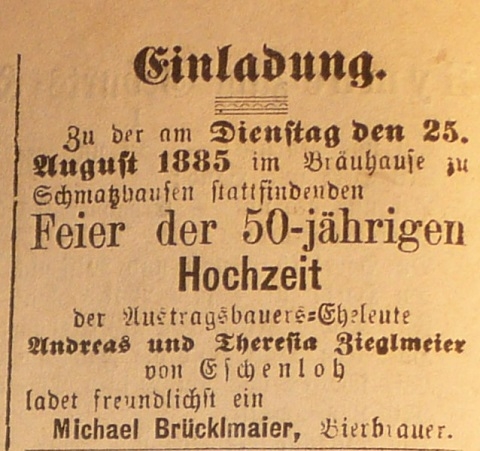 Einladung.
Zu der am Dienstag den 25.
August 1885 im Bräuhause zu
Schmatzhausen stattfindenden
Feier der 50-jährigen
Hochzeit
der Austragsbauers-Eheleute
Andreas und Theresia Zieglmeier
von Eschenloh
ladet freundlichst ein
Michael Brücklmaier, Bierbrauer.